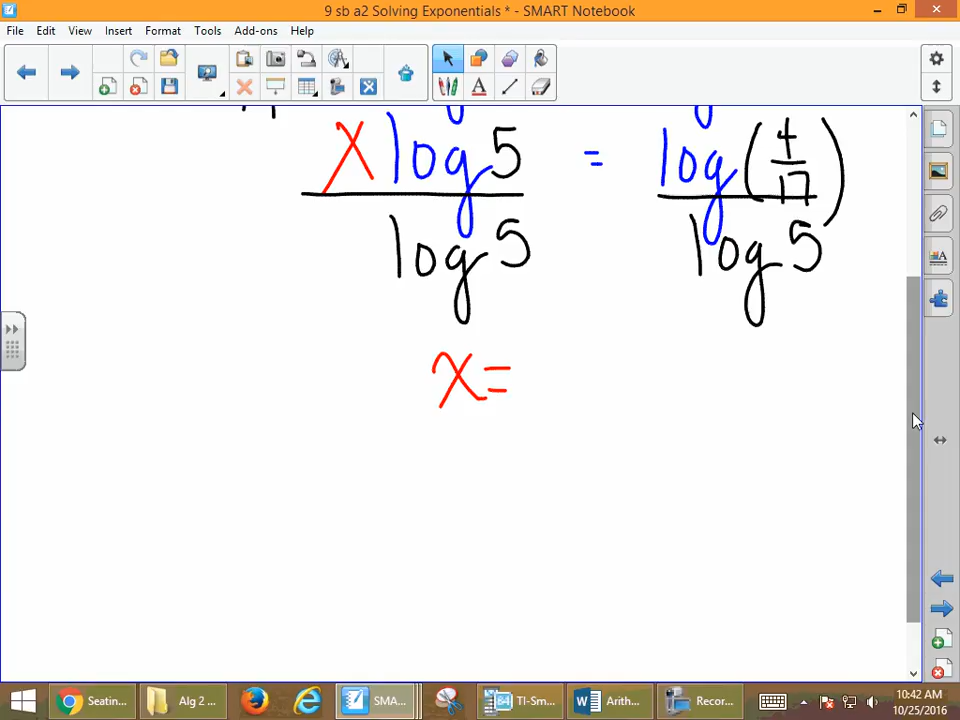 9 sb a2 Solving Exponentials * - SMART Notebook
File Edit View Insert Format Tools Add-ons Help
x log 5 = log (4/17)
log 5 log 5
x=
Seatin... Alg 2 ... SMA... TI-Sm... Arith... Recor...
10:42 AM
10/25/2016